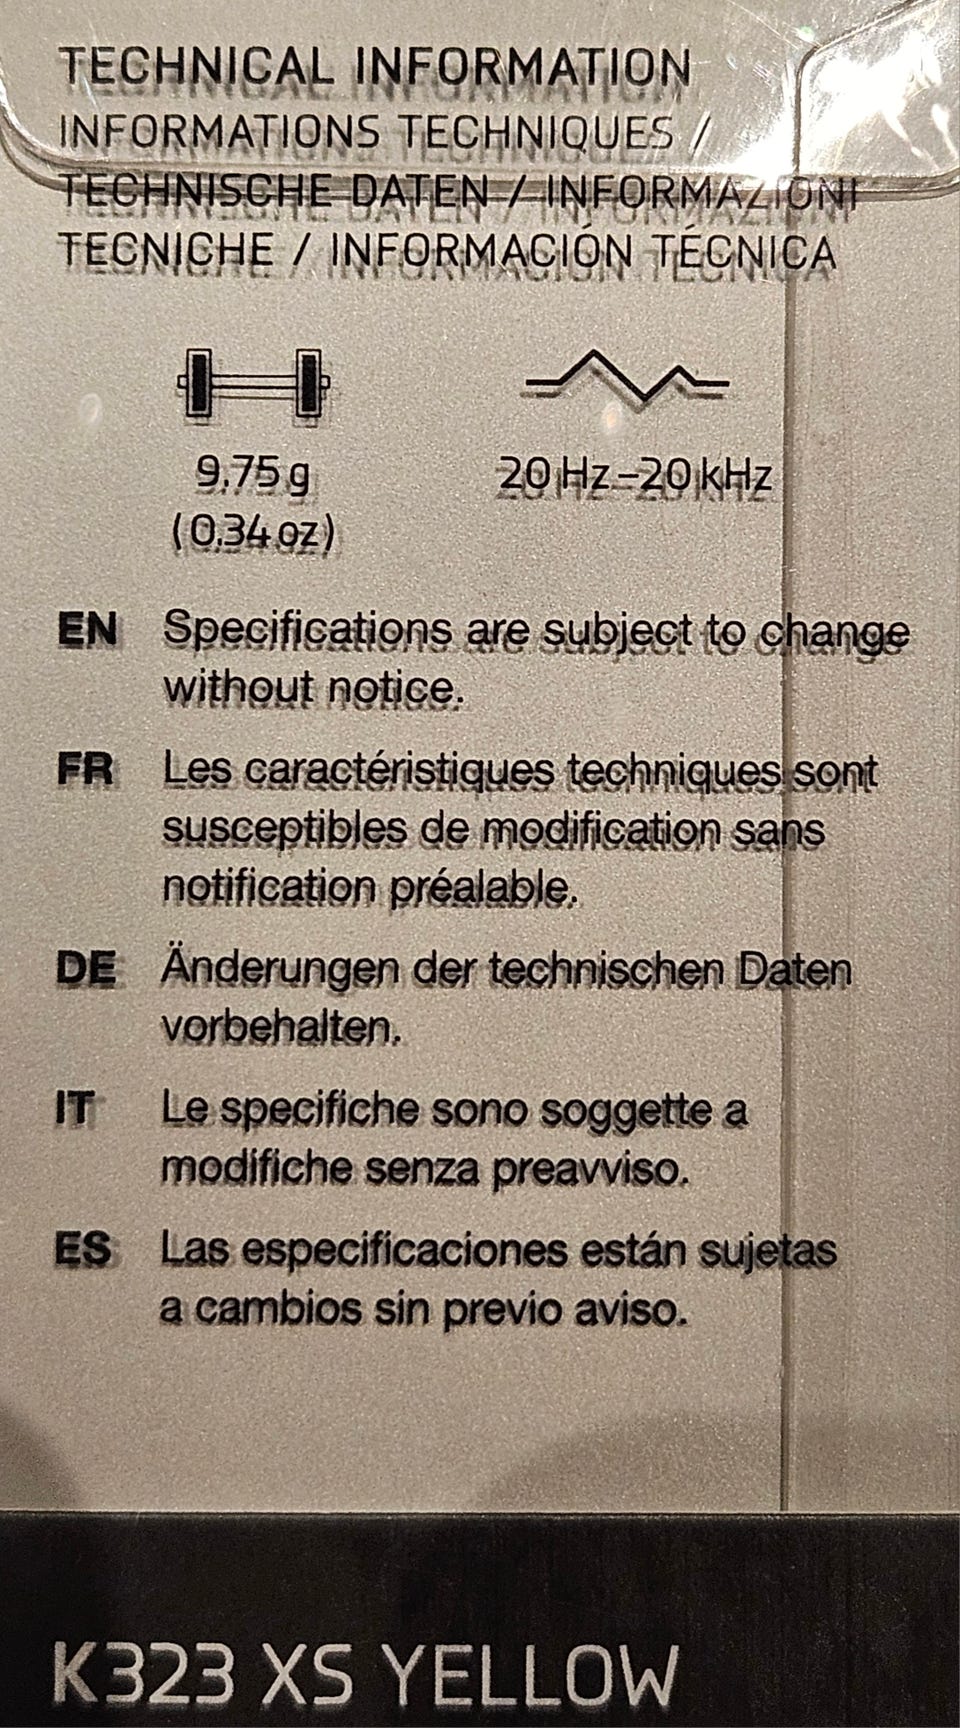 TECHNICAL INFORMATION
INFORMATIONS TECHNIQUES /
TECHNISCHE DATEN / INFORMAZIONI
TECNICHE / INFORMACIÓN TÉCNICA
9.75 g 20 Hz – 20 kHz
(0.34 oz)
EN Specifications are subject to change
without notice.
FR Les caractéristiques techniques sont
susceptibles de modification sans
notification préalable.
DE Änderungen der technischen Daten
vorbehalten.
IT Le specifiche sono soggette a
modifiche senza preavviso.
ES Las especificaciones están sujetas
a cambios sin previo aviso.
K323 XS YELLOW